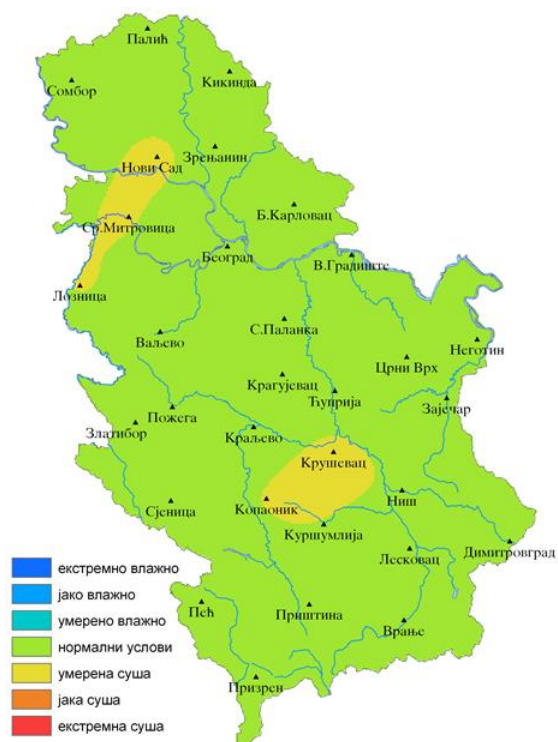 Палић
Кикинда
Сомбор
Нови Сад
Зрењанин
Б.Карловац
Ср.Митровица
Београд
В.Градиште
Лозница
Ваљево
С.Паланка
Неготин
Црни Врх
Крагујевац
Ћуприја
Зајечар
Пожега
Златибор
Краљево
Крушевац
Копаоник
Ниш
Сјеница
Куршумлија
Лесковац
Димитровград
Пећ
Приштина
Врање
Призрен
екстремно влажно
јако влажно
умерено влажно
нормални услови
умерена суша
јака суша
екстремна суша